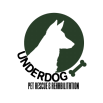 UNDERDOG
PET RESCUE & REHABILITATION